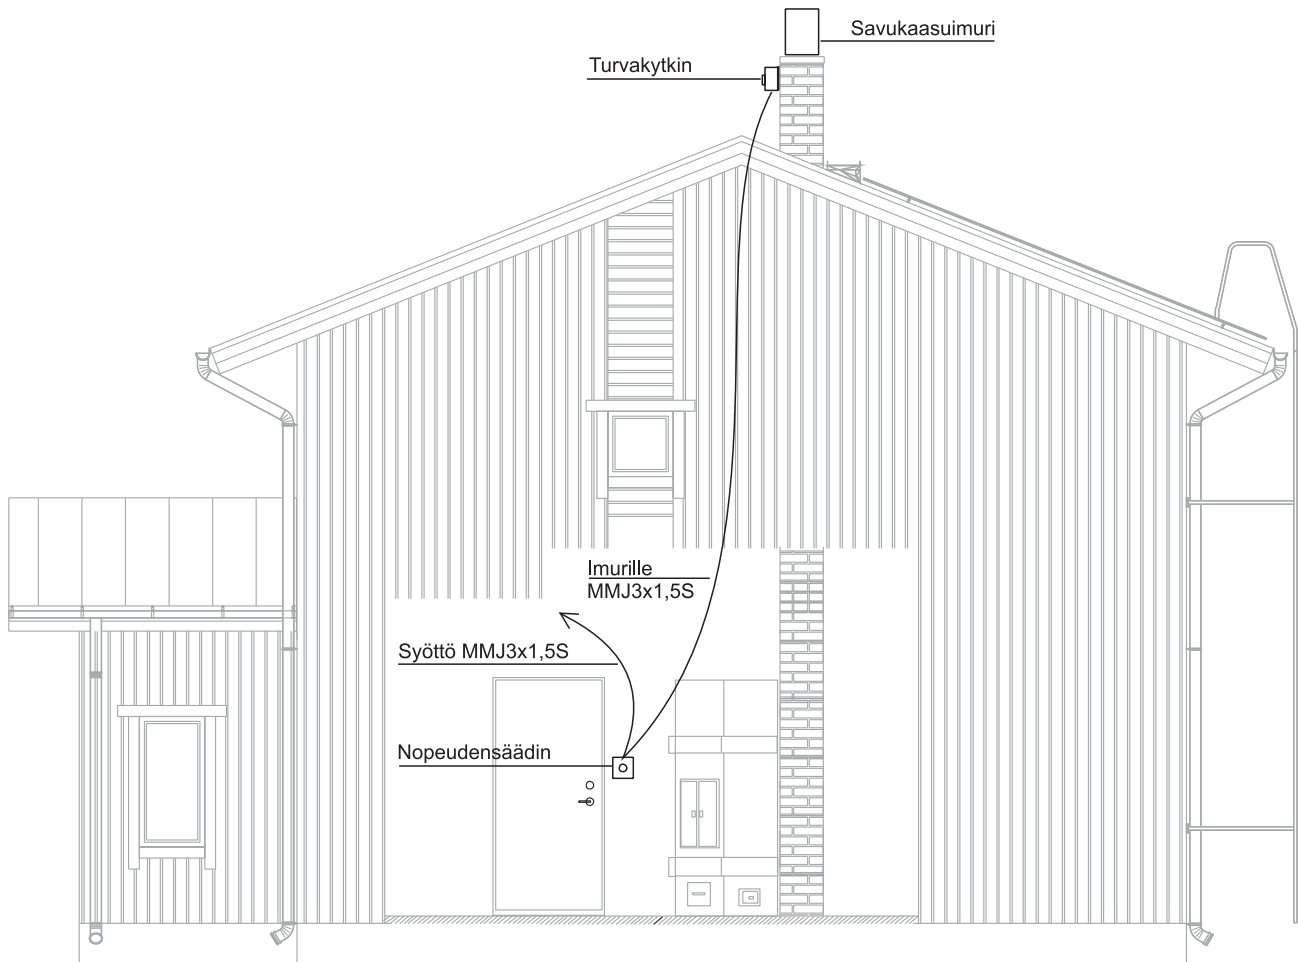 Savukaasuimuri
Turvakytkin
Imurille
MMJ3x1,5S
Syöttö MMJ3x1,5S
Nopeudensäädin